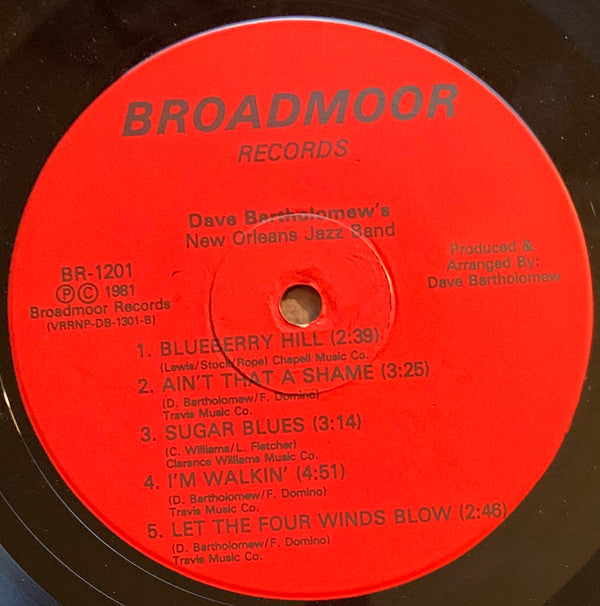 BROADMOOR
RECORDS
Dave Bartholomew's
New Orleans Jazz Band
BR-1201
Ⓟ© 1981
Broadmoor Records
(VRRNP-DB-1301-B)
Produced &
Arranged By:
Dave Bartholomew
1. BLUEBERRY HILL (2:39)
(Lewis/Stock/Rope) Chapell Music Co.
2. AIN'T THAT A SHAME (3:25)
(D. Bartholomew/F. Domino)
Travis Music Co.
3. SUGAR BLUES (3:14)
(C. Williams/L. Fletcher)
Clarance Williams Music Co.
4. I'M WALKIN' (4:51)
(D. Bartholomew/F. Domino)
Travis Music Co.
5. LET THE FOUR WINDS BLOW (2:46)
(D. Bartholomew/F. Domino)
Travis Music Co.